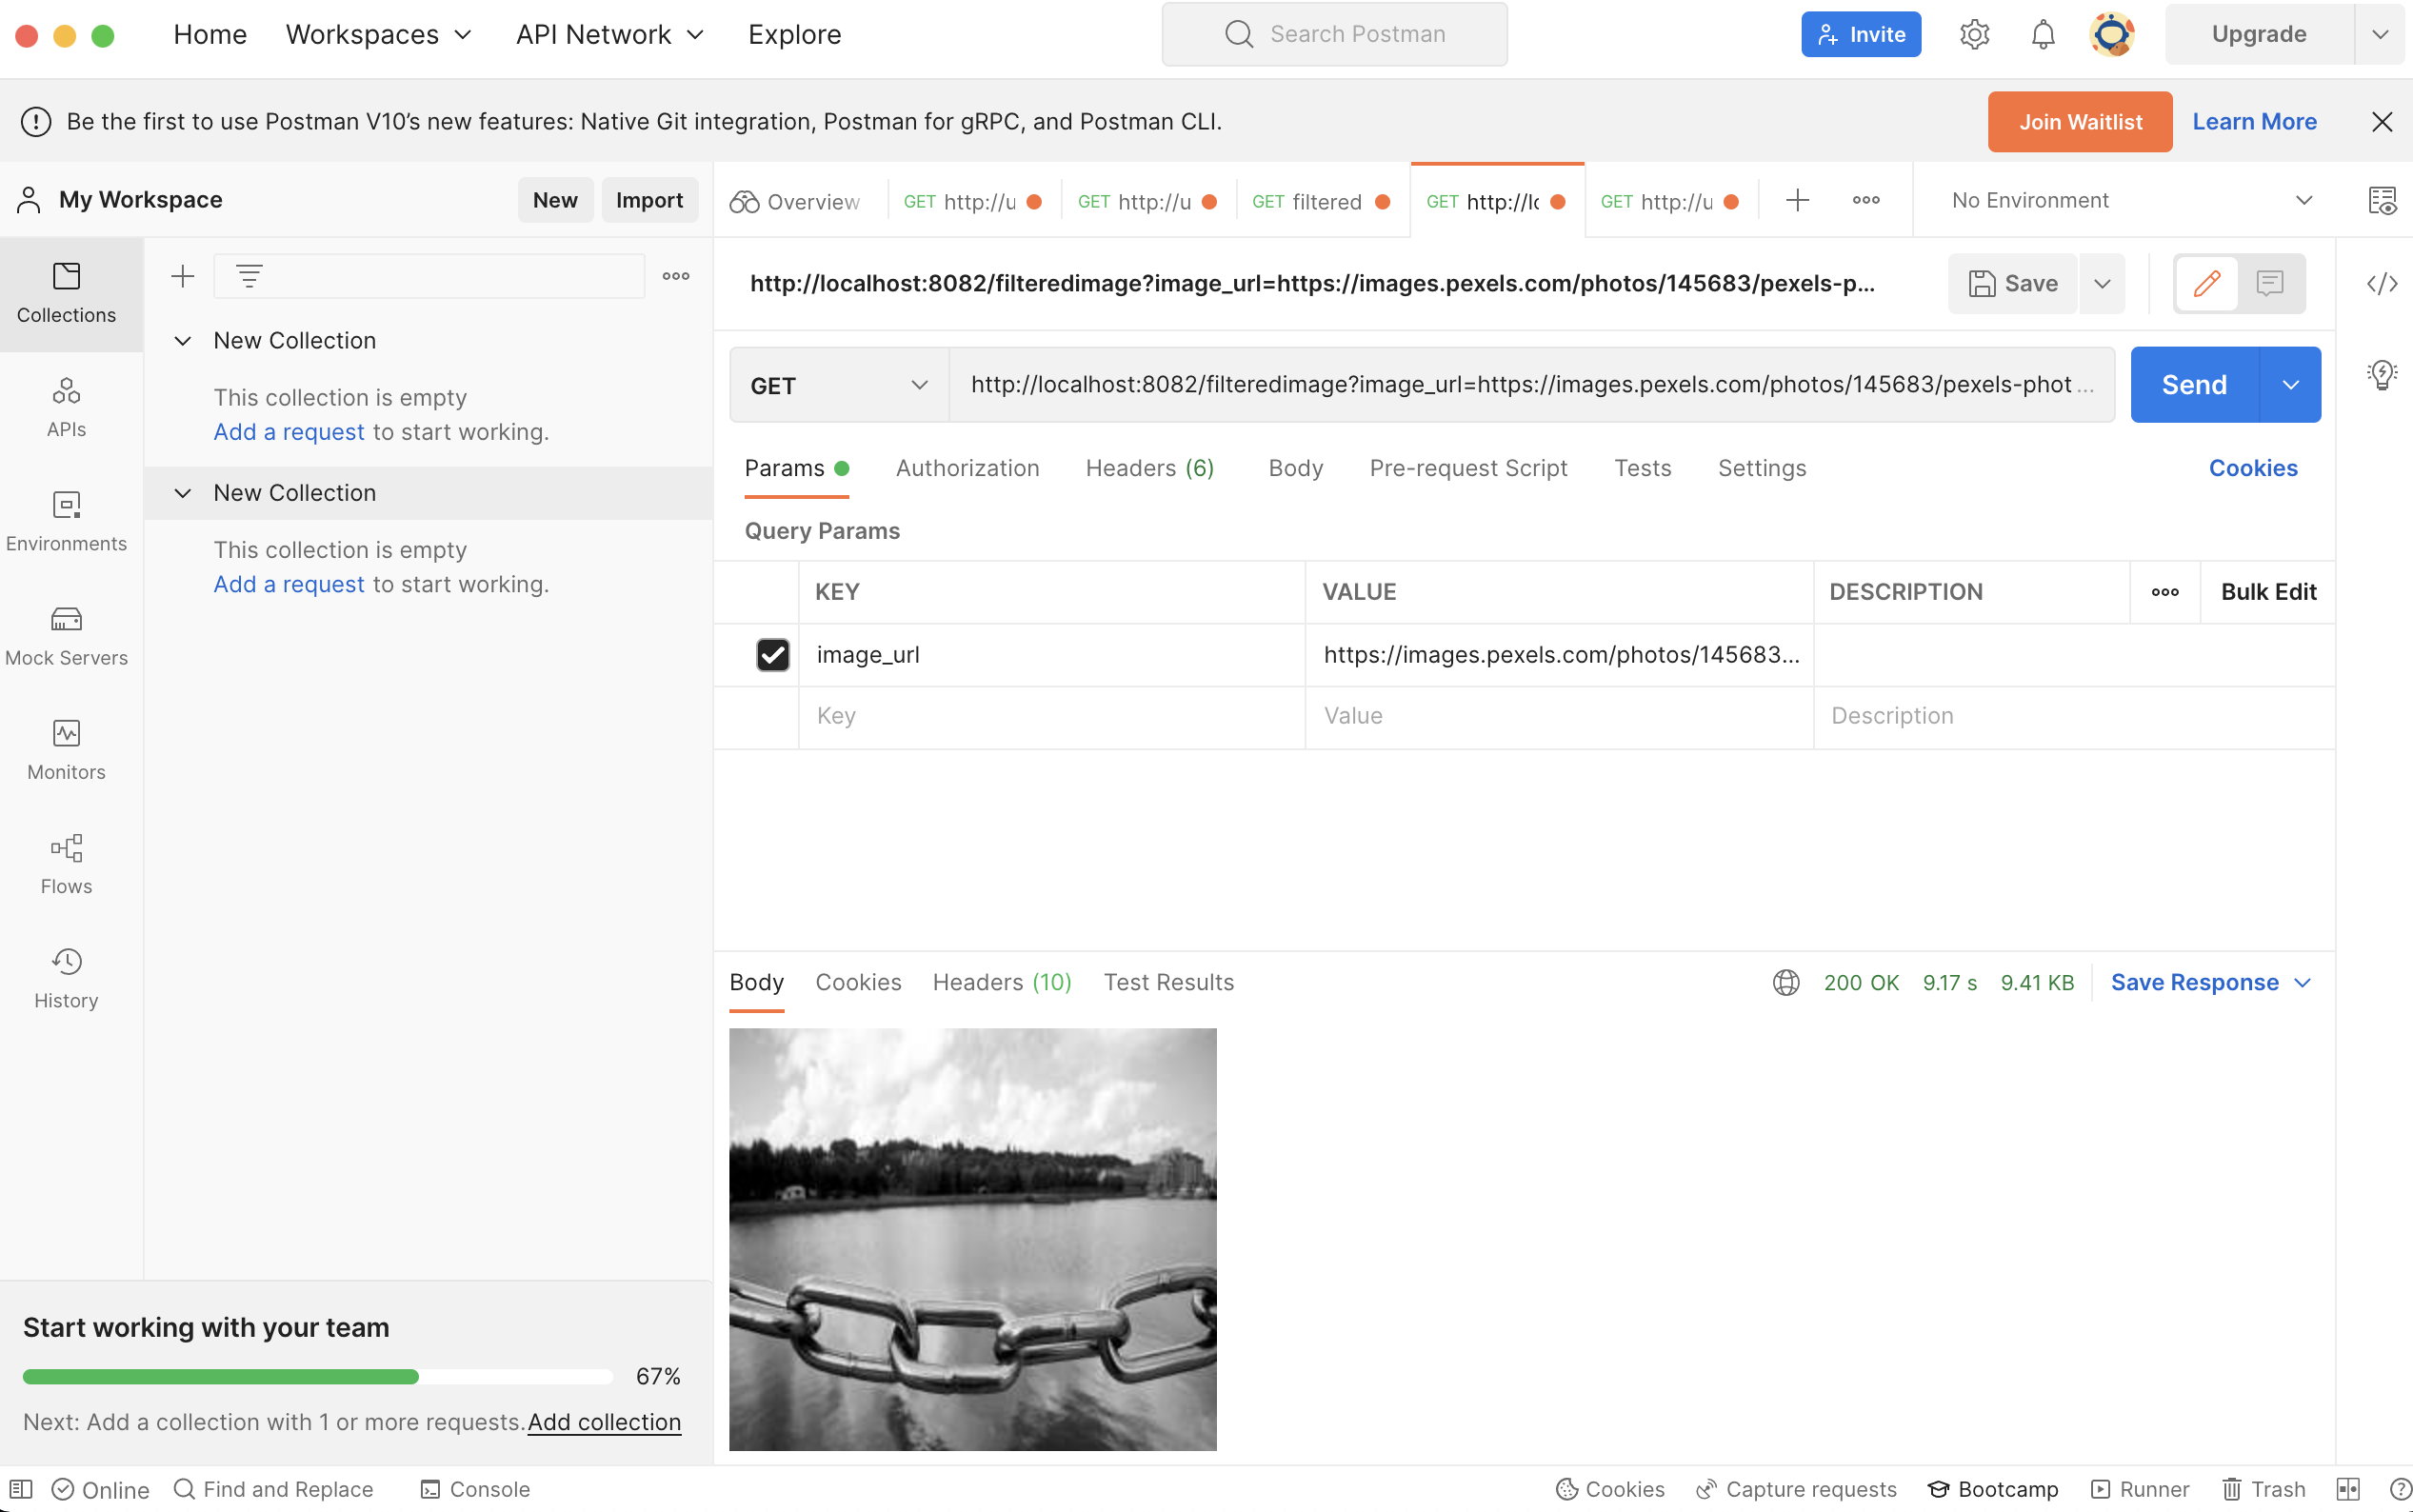 Home Workspaces API Network Explore Search Postman Invite Upgrade
Be the first to use Postman V10’s new features: Native Git integration, Postman for gRPC, and Postman CLI. Join Waitlist Learn More
My Workspace New Import Overview GET http://u GET http://u GET filtered GET http://lo GET http://u No Environment
Collections
APIs
Environments
Mock Servers
Monitors
Flows
History
New Collection
This collection is empty
Add a request to start working.
New Collection
This collection is empty
Add a request to start working.
http://localhost:8082/filteredimage?image_url=https://images.pexels.com/photos/145683/pexels-p... Save
GET http://localhost:8082/filteredimage?image_url=https://images.pexels.com/photos/145683/pexels-phot ... Send
Params Authorization Headers (6) Body Pre-request Script Tests Settings Cookies
Query Params
KEY VALUE DESCRIPTION Bulk Edit
image_url https://images.pexels.com/photos/145683...
Key Value Description
Body Cookies Headers (10) Test Results 200 OK 9.17 s 9.41 KB Save Response
Start working with your team
67%
Next: Add a collection with 1 or more requests. Add collection
Online Find and Replace Console Cookies Capture requests Bootcamp Runner Trash